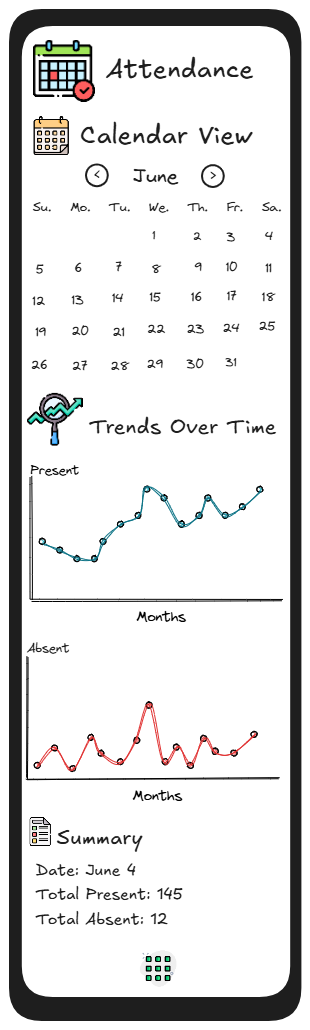 Attendance
Calendar View
< June >
Su. Mo. Tu. We. Th. Fr. Sa.
1 2 3 4
5 6 7 8 9 10 11
12 13 14 15 16 17 18
19 20 21 22 23 24 25
26 27 28 29 30 31
Trends Over Time
Present
Months
Absent
Months
Summary
Date: June 4
Total Present: 145
Total Absent: 12